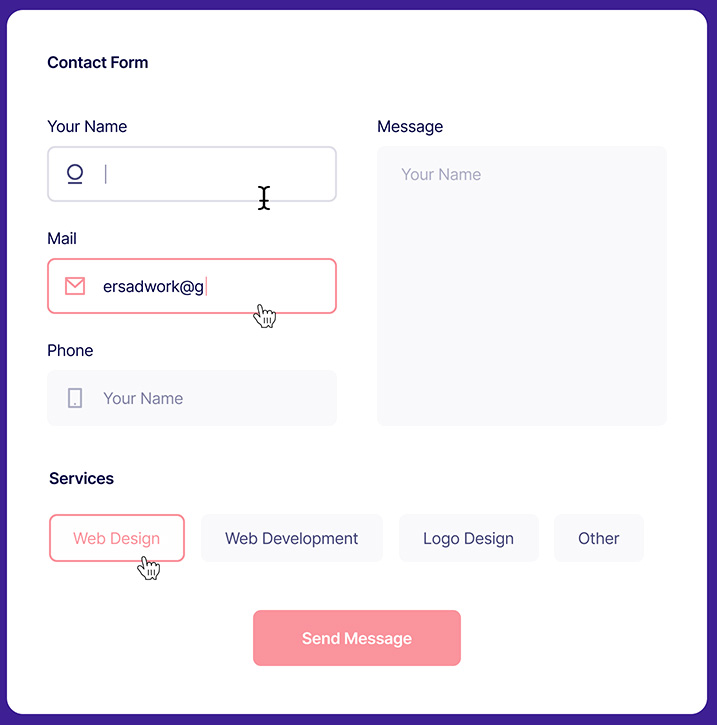 Contact Form
Your Name
Mail
ersadwork@g
Phone
Your Name
Message
Your Name
Services
Web Design
Web Development
Logo Design
Other
Send Message